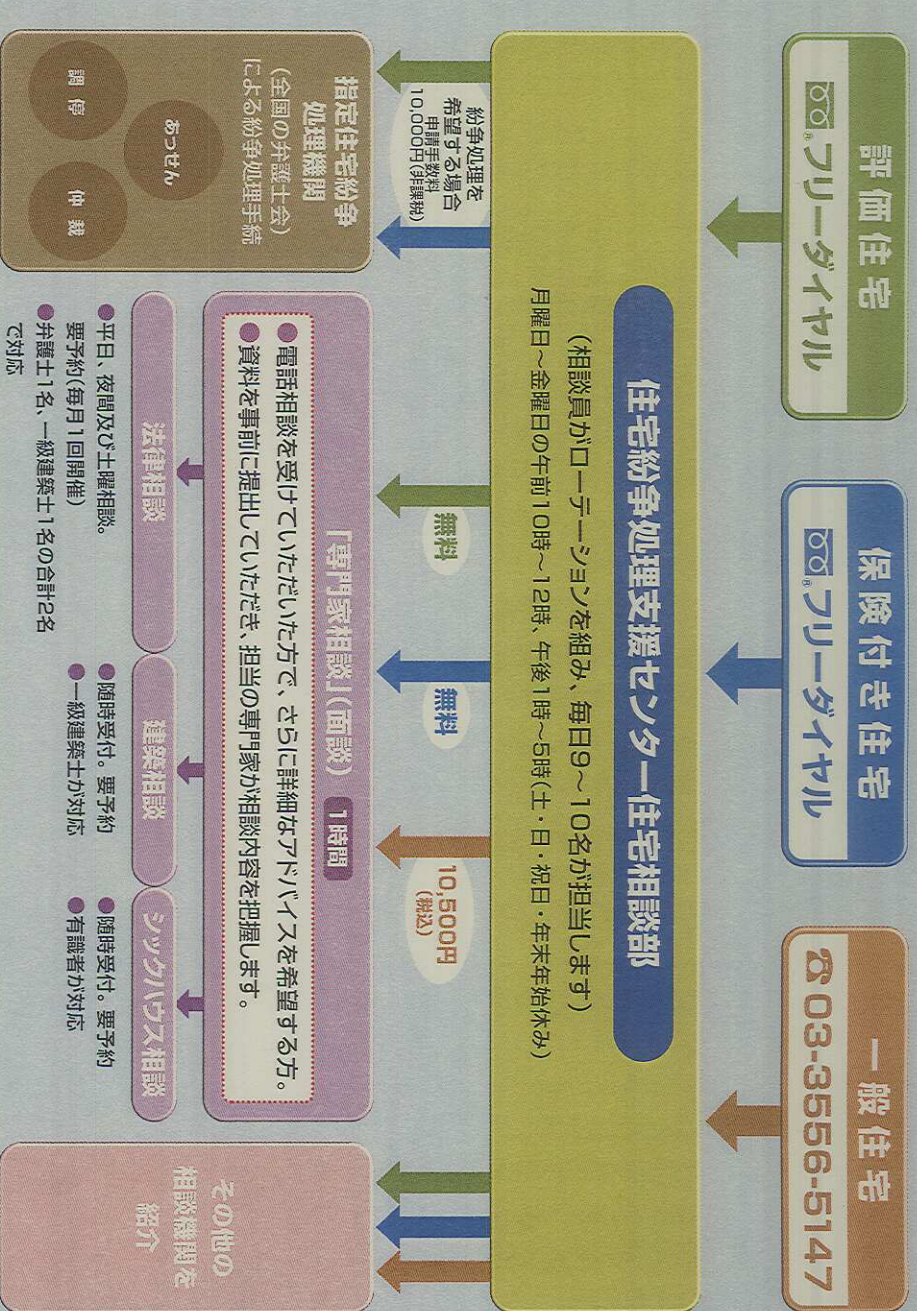 評価住宅
フリーダイヤル
保険付き住宅
フリーダイヤル
一般住宅
☎03-3556-5147
住宅紛争処理支援センター住宅相談部
(相談員がローテーションを組み、毎日9～10名が担当します)
月曜日～金曜日の午前10時～12時、午後1時～5時(土・日・祝日・年末年始休み)
紛争処理を
希望する場合
申請手数料
10,000円(非課税)
無料
無料
10,500円
(税込)
指定住宅紛争
処理機関
(全国の弁護士会)
による紛争処理手続
あっせん
調停
仲裁
「専門家相談」(面談) 1時間
●電話相談を受けていただいた方で、さらに詳細なアドバイスを希望する方。
●資料を事前に提出していただき、担当の専門家が相談内容を把握します。
法律相談
●平日、夜間及び土曜相談。
要予約(毎月1回開催)
●弁護士1名、一級建築士1名の合計2名
で対応
建築相談
●随時受付。要予約
●一級建築士が対応
シックハウス相談
●随時受付。要予約
●有識者が対応
その他の
相談機関を
紹介